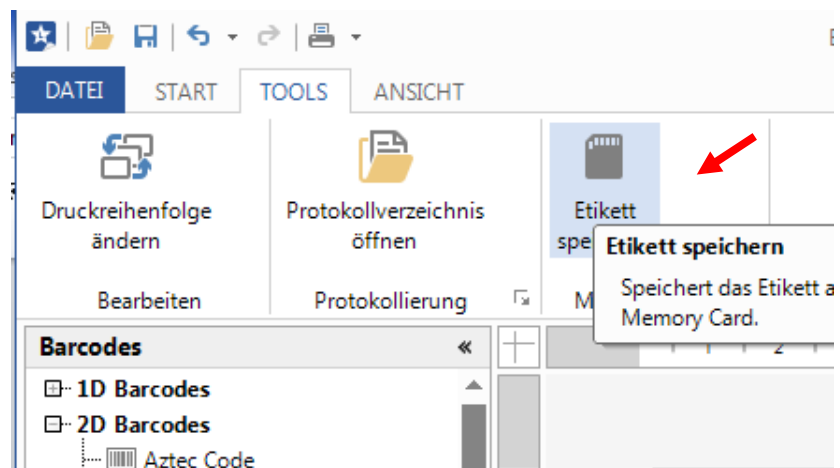 DATEI START TOOLS ANSICHT
Druckreihenfolge
ändern
Protokollverzeichnis
öffnen
Etikett
Bearbeiten
Protokollierung
Etikett speichern
Speichert das Etikett
Memory Card.
Barcodes
1D Barcodes
2D Barcodes
Aztec Code
2